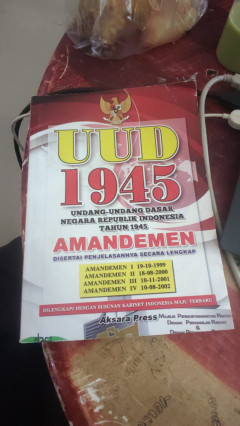 UUD
1945
UNDANG-UNDANG DASAR
NEGARA REPUBLIK INDONESIA
TAHUN 1945
AMANDEMEN
DISERTAI PENJELASANNYA SECARA LENGKAP
AMANDEMEN I 19-10-1999
AMANDEMEN II 18-08-2000
AMANDEMEN III 10-11-2001
AMANDEMEN IV 10-08-2002
DILENGKAPI DENGAN SUSUNAN KABINET INDONESIA MAJU TERBARU
Aksara Press